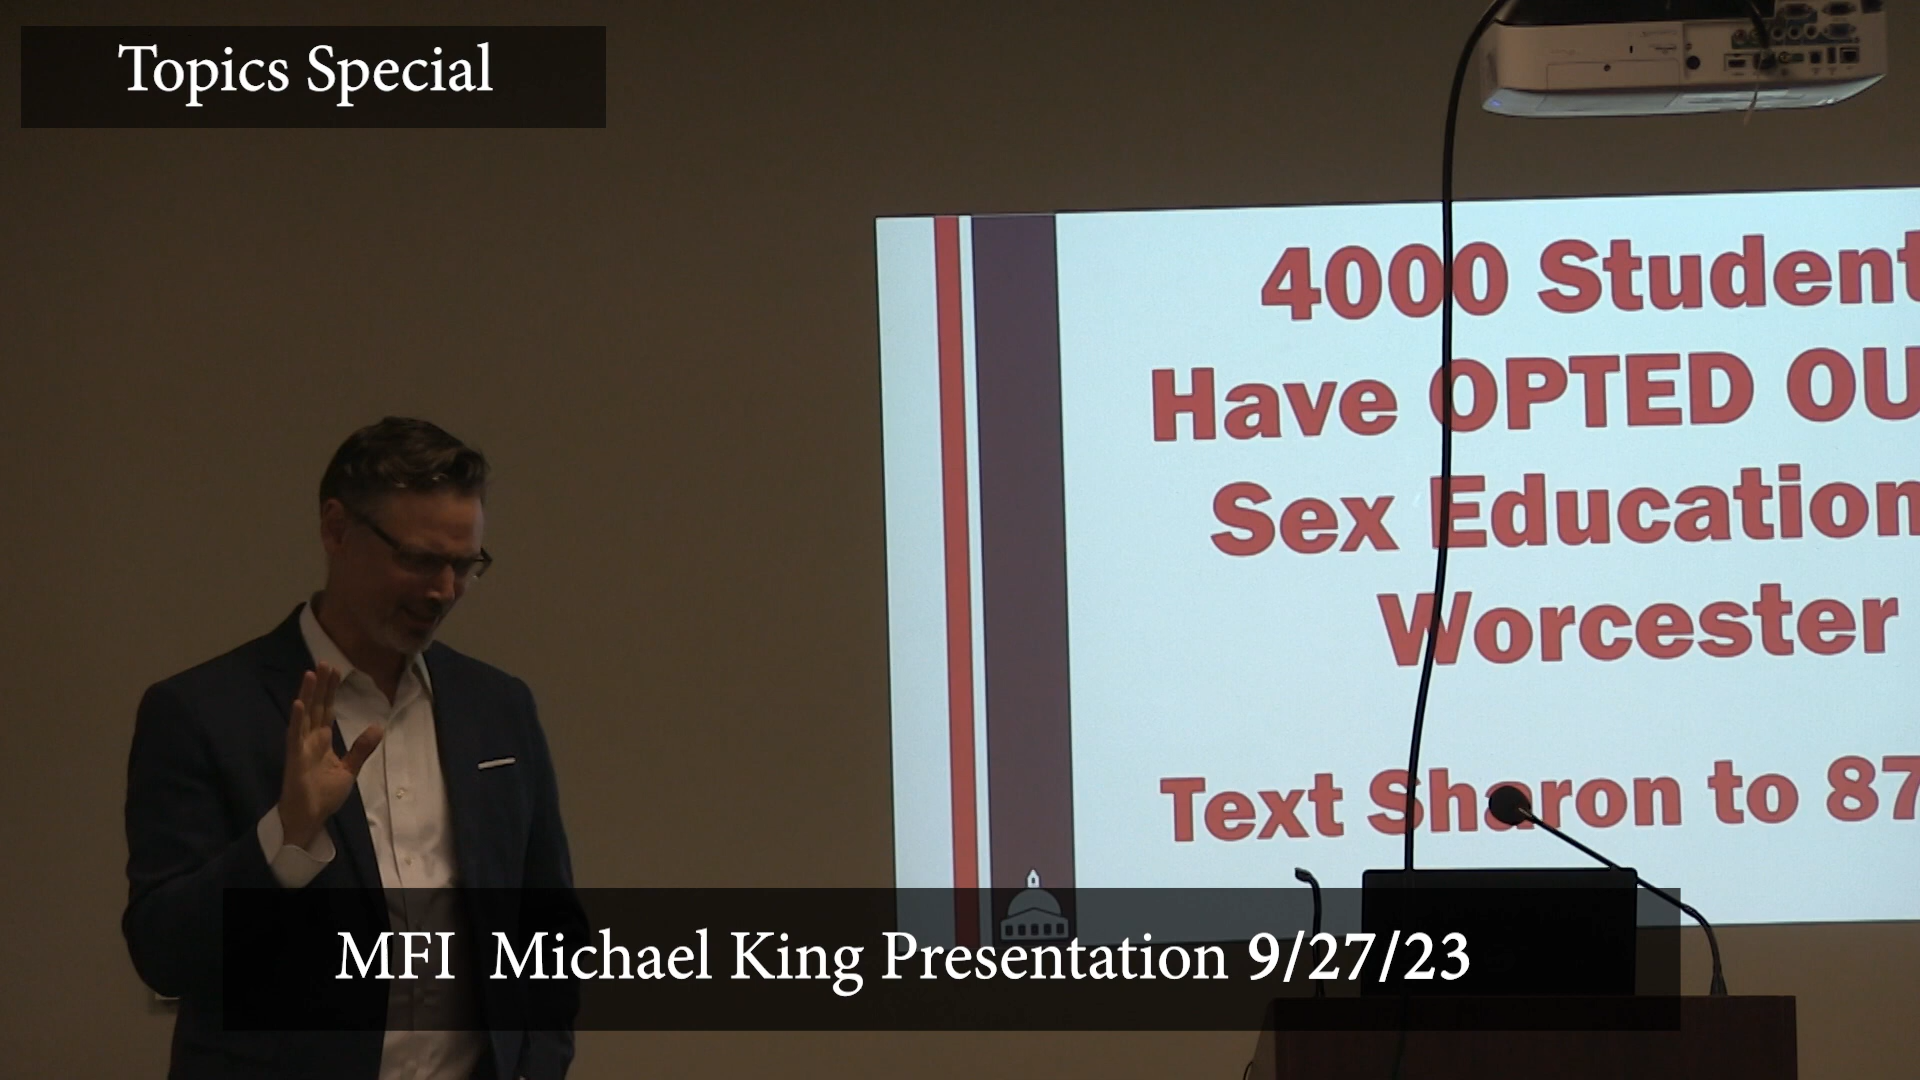 Topics Special
4000 Student
Have OPTED OU
Sex Education
Worcester
Text Sharon to 87
MFI Michael King Presentation 9/27/23